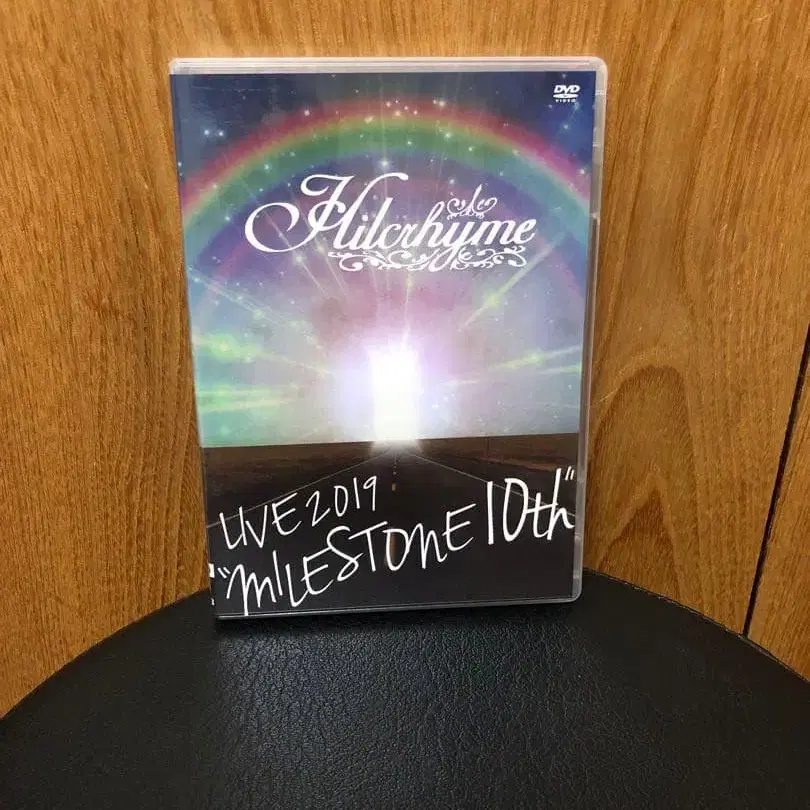 DVD
VIDEO
Hilcrhyme
LIVE 2019
"MILESTONE 10th"